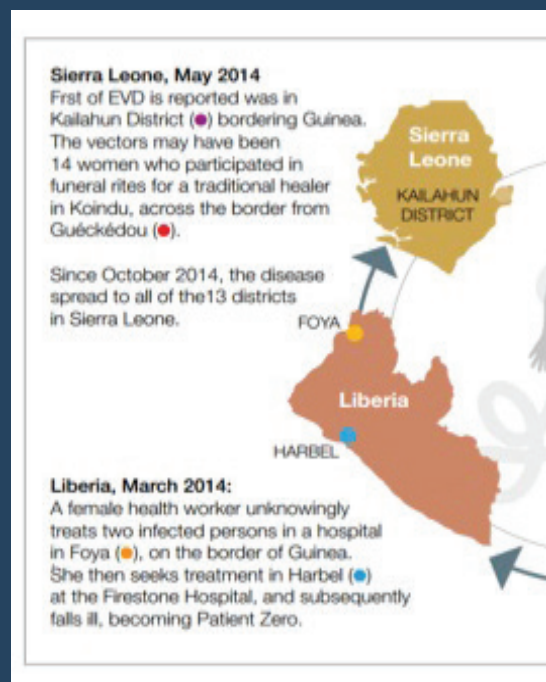 Sierra Leone, May 2014
Frst of EVD is reported was in
Kailahun District (●) bordering Guinea.
The vectors may have been
14 women who participated in
funeral rites for a traditional healer
in Koindu, across the border from
Guéckédou (●).
Since October 2014, the disease
spread to all of the13 districts
in Sierra Leone.
Sierra
Leone
KAILAHUN
DISTRICT
FOYA
Liberia
HARBEL
Liberia, March 2014:
A female health worker unknowingly
treats two infected persons in a hospital
in Foya (●), on the border of Guinea.
She then seeks treatment in Harbel (●)
at the Firestone Hospital, and subsequently
falls ill, becoming Patient Zero.